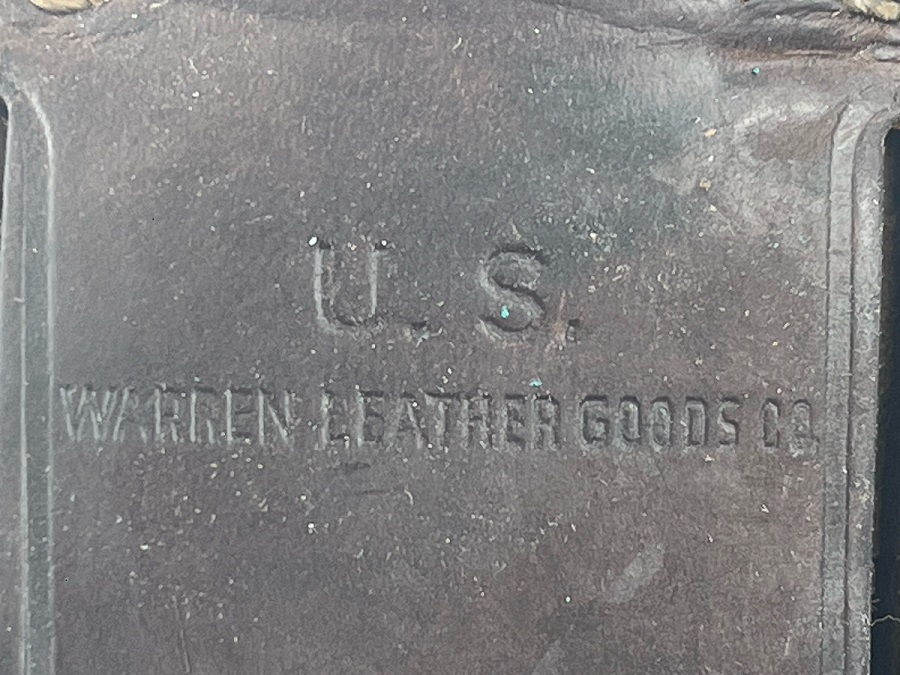 U. S.
WARREN LEATHER GOODS CO.